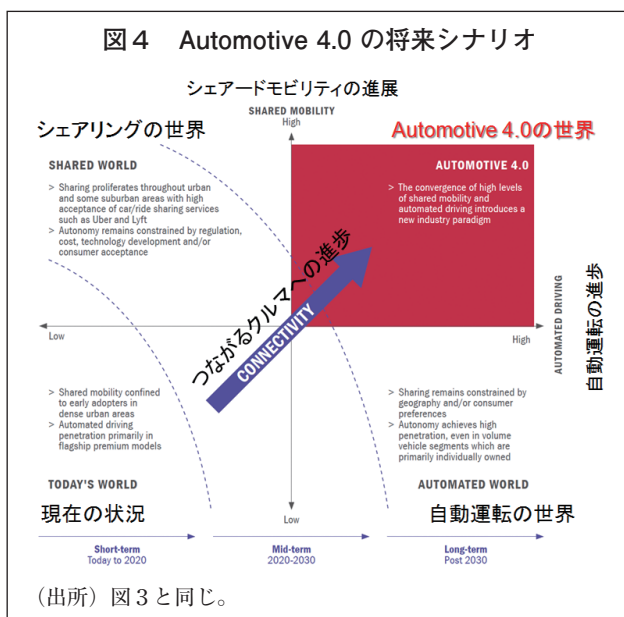 図4 Automotive 4.0 の将来シナリオ
シェアードモビリティの進展
SHARED MOBILITY
High
シェアリングの世界
Automotive 4.0の世界
SHARED WORLD
> Sharing proliferates throughout urban
and some suburban areas with high
acceptance of car/ride sharing services
such as Uber and Lyft
> Autonomy remains constrained by regulation,
cost, technology development and/or
consumer acceptance
AUTOMOTIVE 4.0
> The convergence of high levels
of shared mobility and
automated driving introduces a
new industry paradigm
つながるクルマへの進歩
CONNECTIVITY
Low
High
AUTOMATED DRIVING
自動運転の進歩
> Shared mobility confined
to early adopters in
dense urban areas
> Automated driving
penetration primarily in
flagship premium models
> Sharing remains constrained by
geography and/or consumer
preferences
> Autonomy achieves high
penetration, even in volume
vehicle segments which are
primarily individually owned
TODAY'S WORLD
AUTOMATED WORLD
現在の状況
Low
自動運転の世界
Short-term
Today to 2020
Mid-term
2020-2030
Long-term
Post 2030
(出所)図3と同じ。